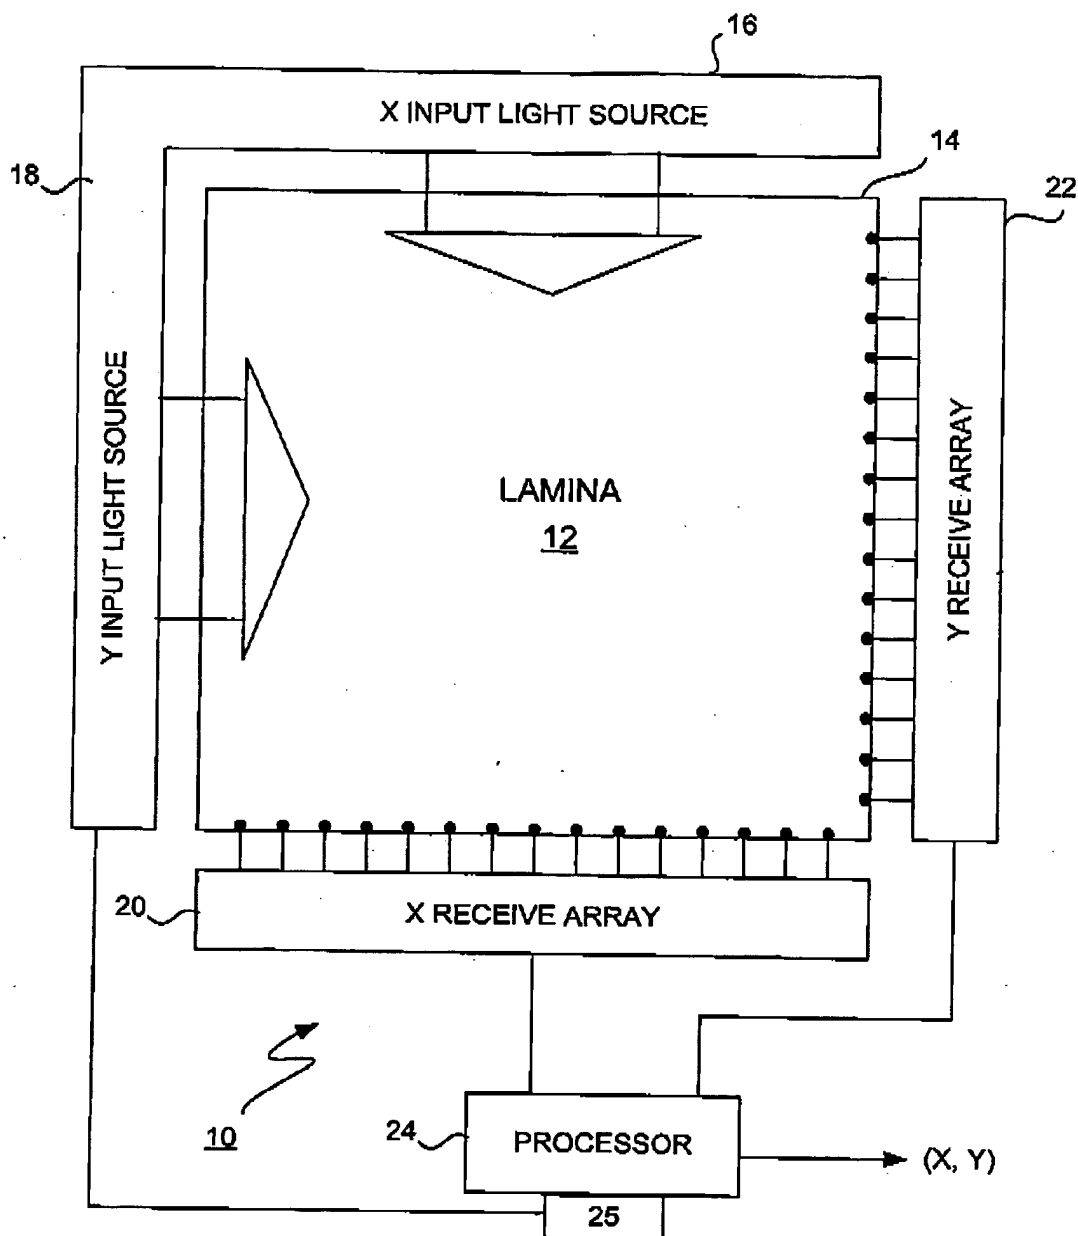 16
X INPUT LIGHT SOURCE
14
18
22
Y INPUT LIGHT SOURCE
LAMINA
12
Y RECEIVE ARRAY
20
X RECEIVE ARRAY
10
24
PROCESSOR
(X, Y)
25